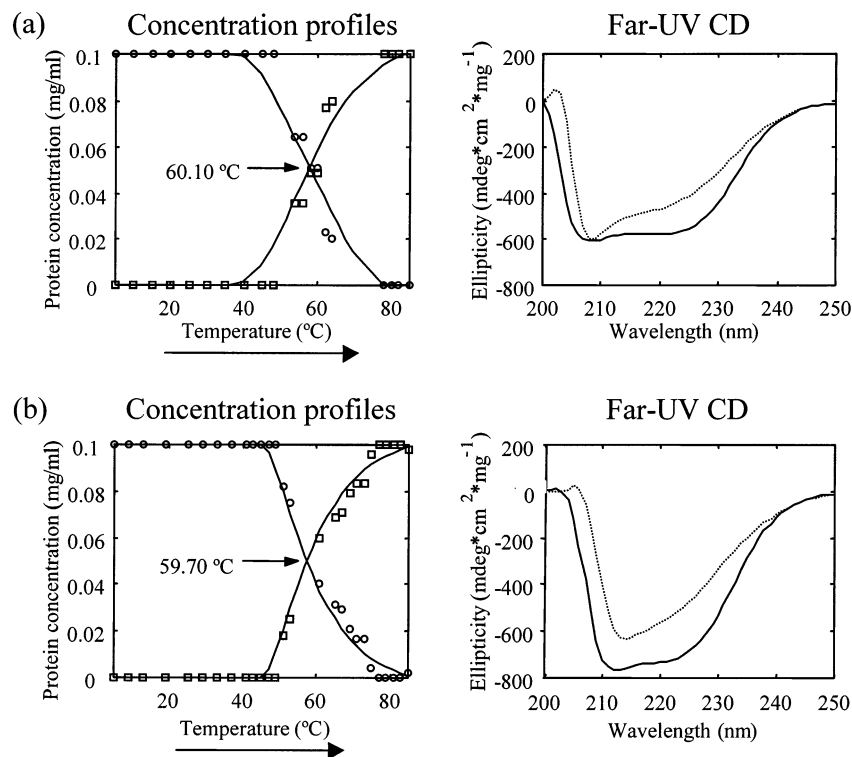 (a) Concentration profiles
Far-UV CD
Protein concentration (mg/ml)
0.1
0.08
0.06
0.04
0.02
0
60.10 ºC
20 40 60 80
Temperature (ºC)
Ellipticity (mdeg*cm 2*mg-1)
200
0
-200
-400
-600
-800
200 210 220 230 240 250
Wavelength (nm)
(b) Concentration profiles
Far-UV CD
Protein concentration (mg/ml)
0.1
0.08
0.06
0.04
0.02
0
59.70 ºC
20 40 60 80
Temperature (ºC)
Ellipticity (mdeg*cm 2*mg-1)
200
0
-200
-400
-600
-800
200 210 220 230 240 250
Wavelength (nm)